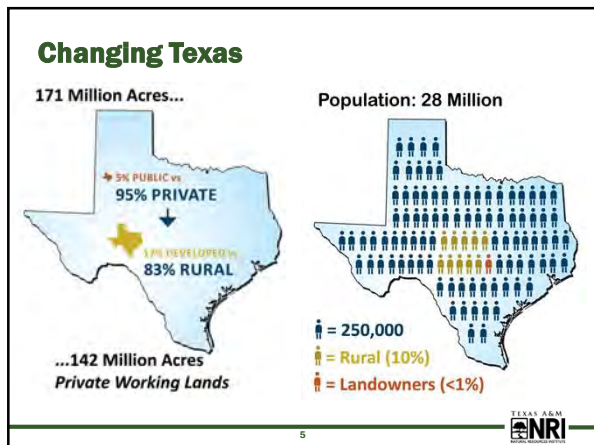 Changing Texas
171 Million Acres...
5% PUBLIC vs
95% PRIVATE
17% DEVELOPED vs
83% RURAL
...142 Million Acres
Private Working Lands
Population: 28 Million
= 250,000
= Rural (10%)
= Landowners (<1%)
5
TEXAS A&M
NRI
NATURAL RESOURCES INSTITUTE